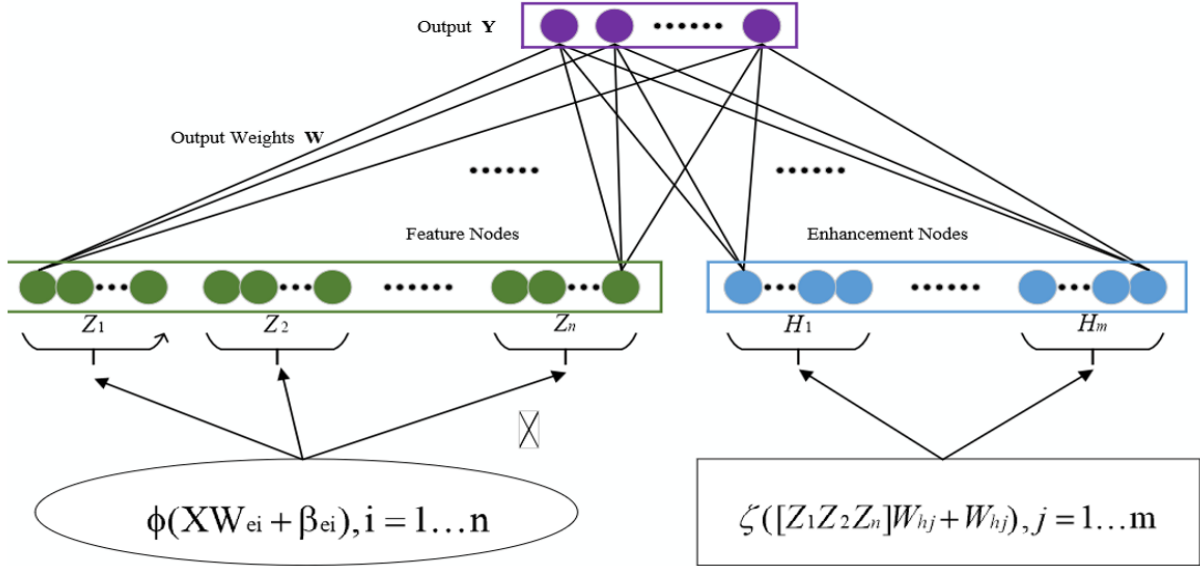 Output Y
Output Weights W
Feature Nodes
Enhancement Nodes
Z1
Z2
Zn
H1
Hm
ϕ(XWei + βei), i = 1…n
ζ([Z1Z2Zn]Whj + Whj), j = 1…m